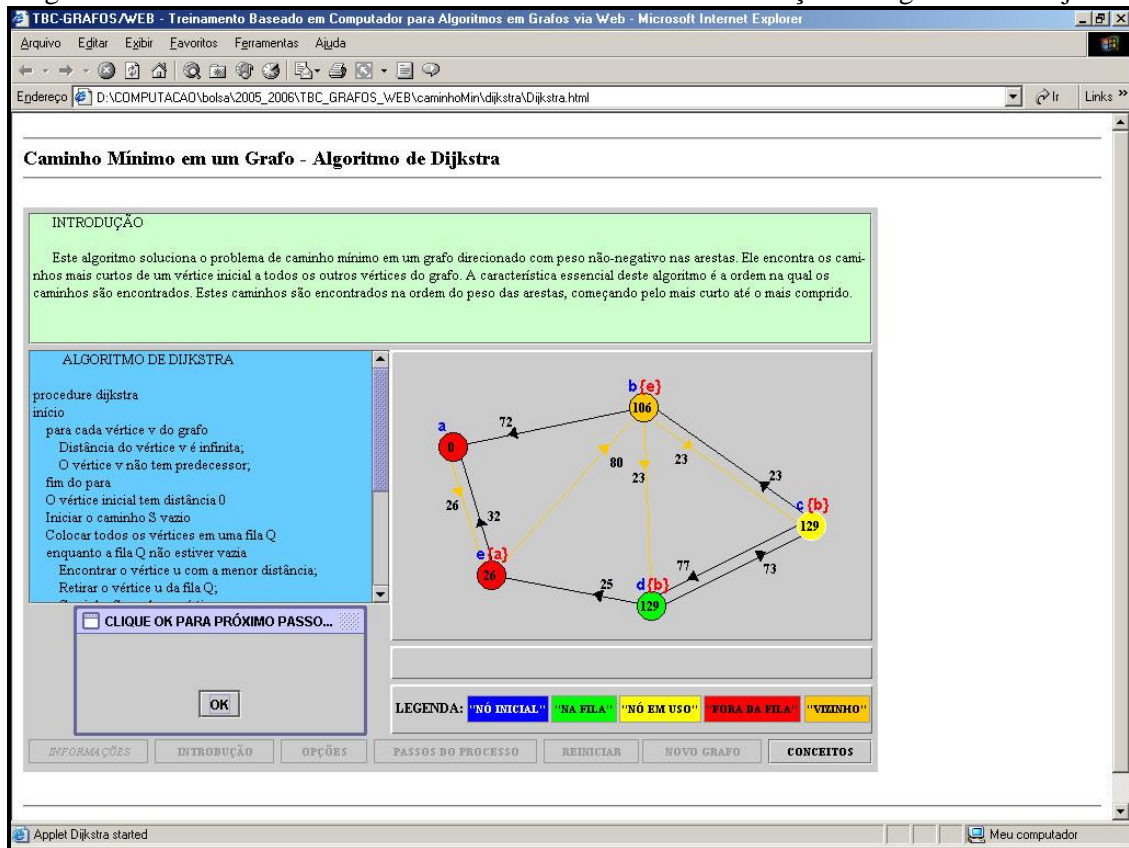 TBC-GRAFOS/WEB - Treinamento Baseado em Computador para Algoritmos em Grafos via Web - Microsoft Internet Explorer
Arquivo Editar Exibir Favoritos Ferramentas Ajuda
Endereço D:\COMPUTACAO\bolsa\2005_2006\TBC_GRAFOS_WEB\caminhoMin\dijkstra\Dijkstra.html Ir Links »
Caminho Mínimo em um Grafo - Algoritmo de Dijkstra
INTRODUÇÃO
Este algoritmo soluciona o problema de caminho mínimo em um grafo direcionado com peso não-negativo nas arestas. Ele encontra os cami-
nhos mais curtos de um vértice inicial a todos os outros vértices do grafo. A característica essencial deste algoritmo é a ordem na qual os
caminhos são encontrados. Estes caminhos são encontrados na ordem do peso das arestas, começando pelo mais curto até o mais comprido.
ALGORITMO DE DIJKSTRA
procedure dijkstra
início
para cada vértice v do grafo
Distância do vértice v é infinita;
O vértice v não tem predecessor;
fim do para
O vértice inicial tem distância 0
Iniciar o caminho S vazio
Colocar todos os vértices em uma fila Q
enquanto a fila Q não estiver vazia
Encontrar o vértice u com a menor distância;
Retirar o vértice u da fila Q;
b{e}
106
a
72
0
80
23
23
23
26
32
c{b}
129
e{a}
26
77
73
25
d{b}
129
CLIQUE OK PARA PRÓXIMO PASSO...
OK
LEGENDA: "NÓ INICIAL" "NA FILA" "NÓ EM USO" "FORA DA FILA" "VIZINHO"
INFORMAÇÕES INTRODUÇÃO OPÇÕES PASSOS DO PROCESSO REINICIAR NOVO GRAFO CONCEITOS
Applet Dijkstra started Meu computador